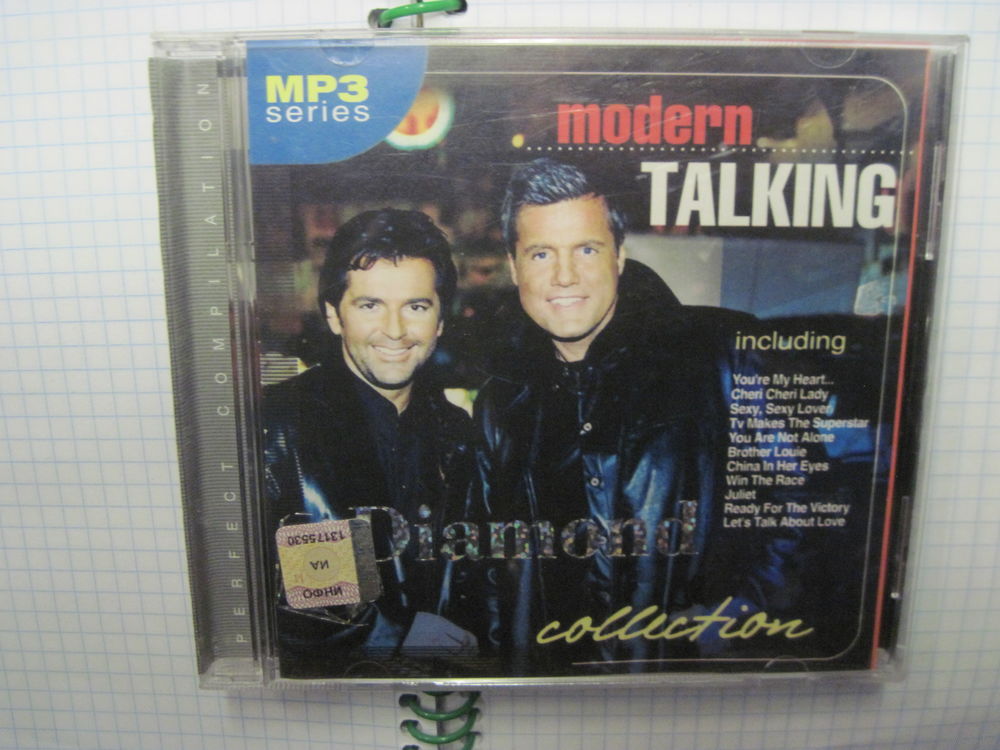 MP3
series
modern
TALKING
PERFECT COMPILATION
including
You're My Heart...
Cheri Cheri Lady
Sexy, Sexy Lover
Tv Makes The Superstar
You Are Not Alone
Brother Louie
China In Her Eyes
Win The Race
Juliet
Ready For The Victory
Let's Talk About Love
Diamond
collection
13175530
ИА
ИНФО